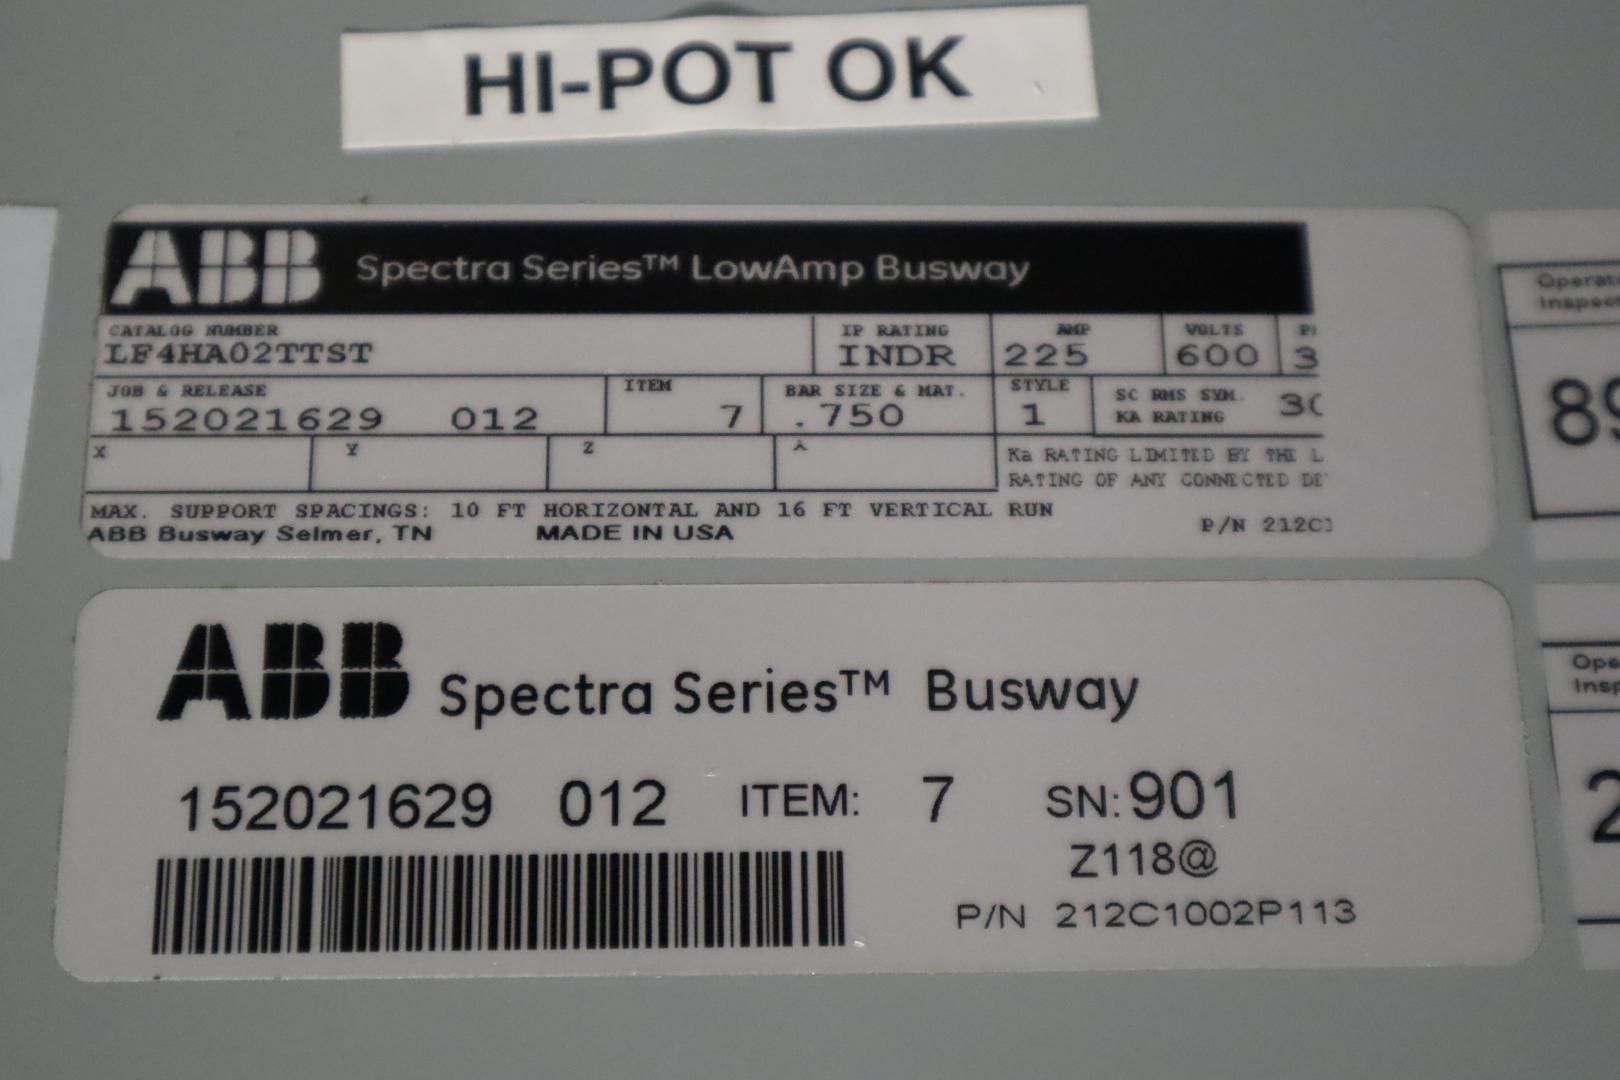 HI-POT OK
ABB Spectra Series™ LowAmp Busway
CATALOG NUMBER IP RATING AMP VOLTS
LF4HA02TTST INDR 225 600 3
JOB & RELEASE ITEM BAR SIZE & MAT. STYLE SC RMS SYM.
152021629 012 7 .750 1 KA RATING
X Y Z A
Ka RATING LIMITED BY THE
RATING OF ANY CONNECTED
MAX. SUPPORT SPACINGS: 10 FT HORIZONTAL AND 16 FT VERTICAL RUN
ABB Busway Selmer, TN MADE IN USA P/N 212C
ABB Spectra Series™ Busway
152021629 012 ITEM: 7 SN: 901
Z118@
P/N 212C1002P113